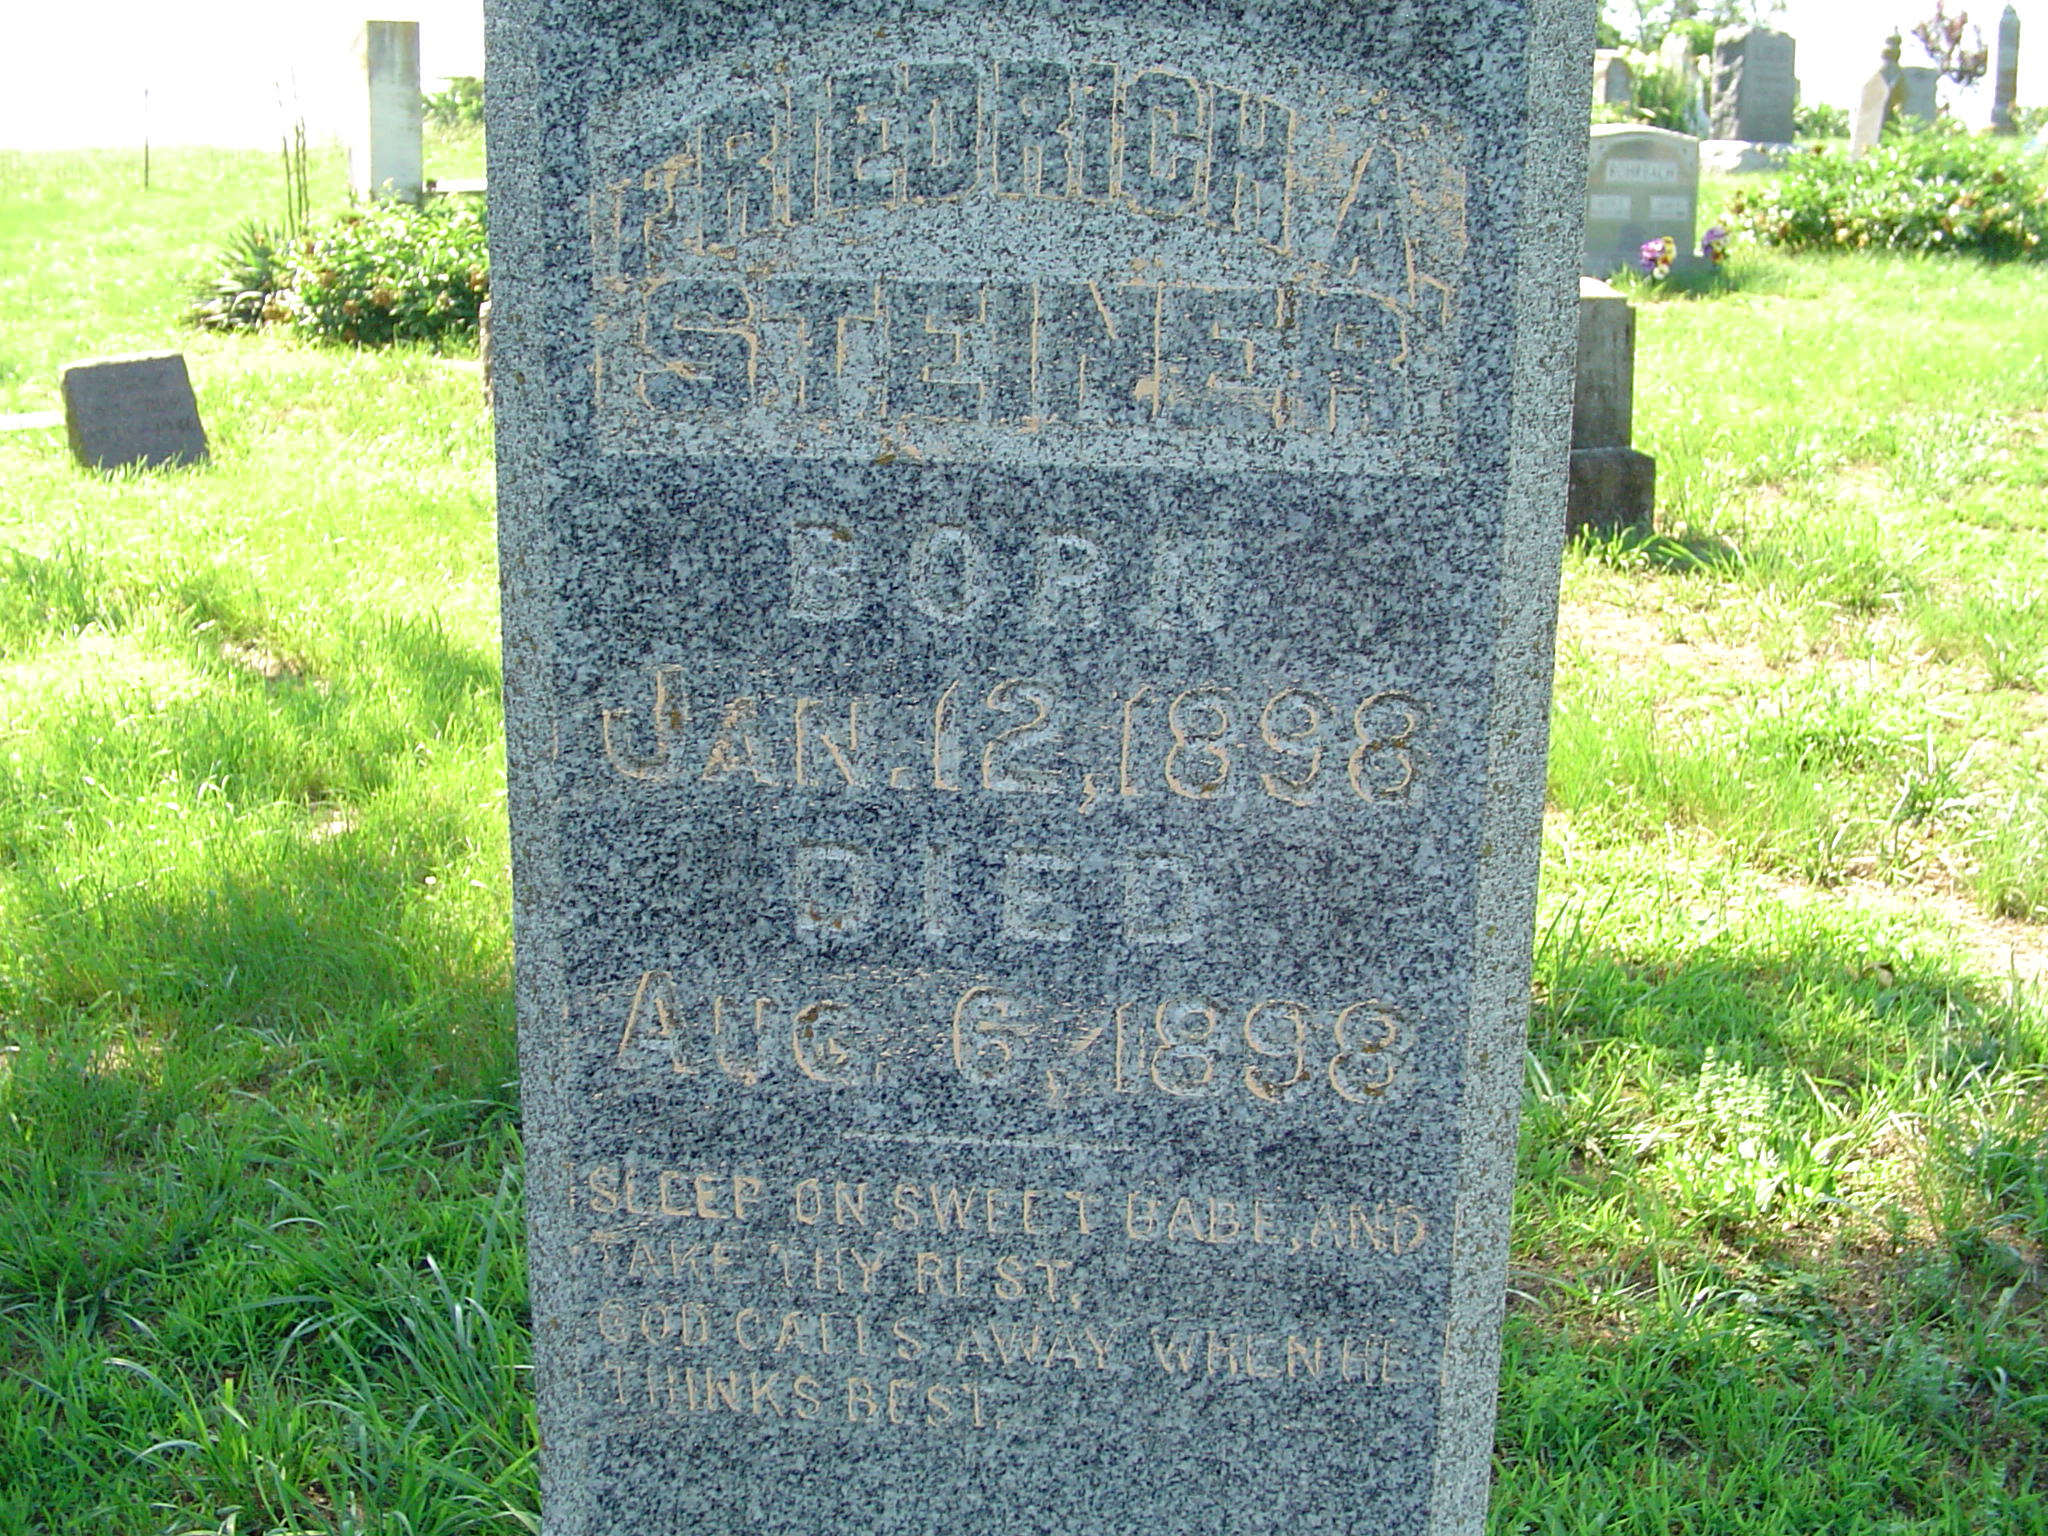 FRIEDRICH A
STEINER
BORN
JAN. 12, 1898
DIED
AUG. 6, 1898
SLEEP ON SWEET BABE, AND
TAKE THY REST,
GOD CALLS AWAY WHEN HE
THINKS BEST.
ROHRBACH